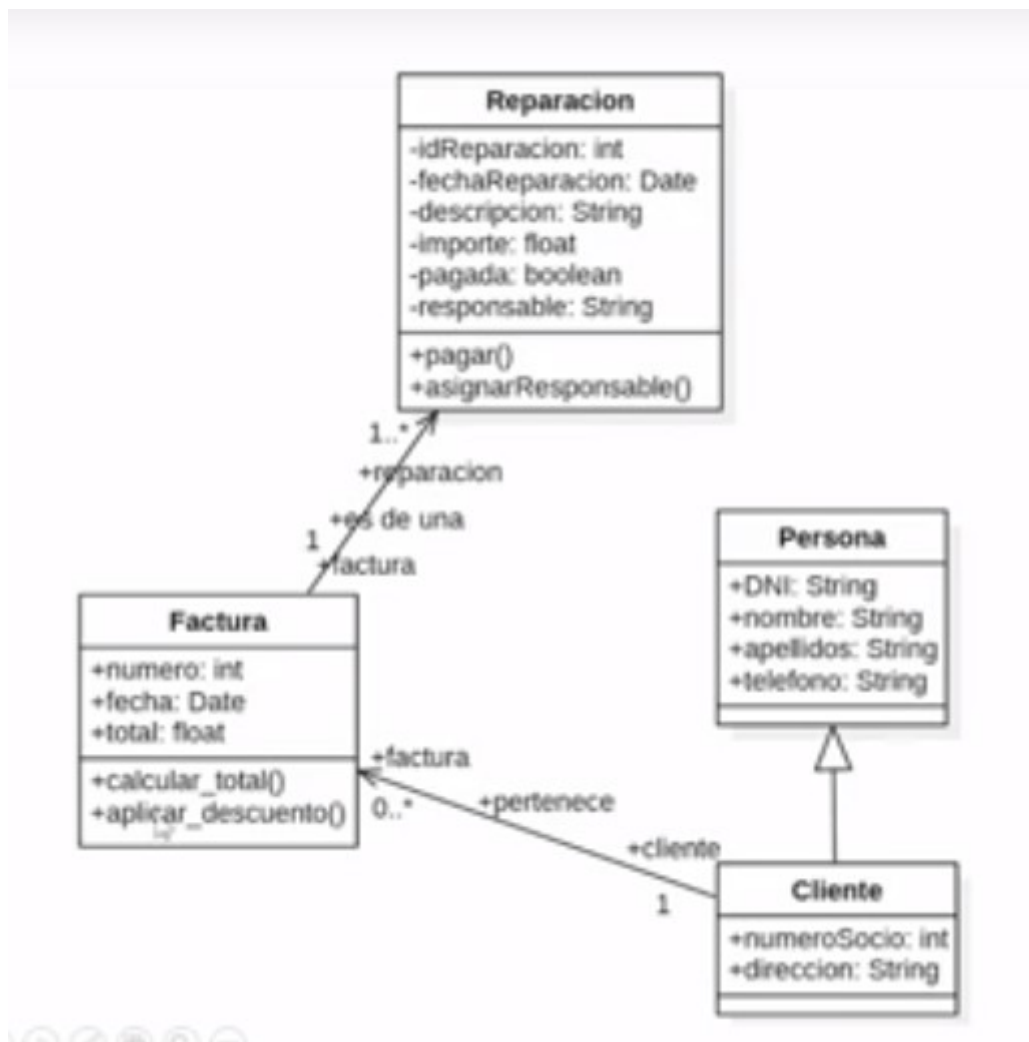 Reparacion
-idReparacion: int
-fechaReparacion: Date
-descripcion: String
-importe: float
-pagada: boolean
-responsable: String
+pagar()
+asignarResponsable()
1..*
+reparacion
+es de una
1
+factura
Factura
+numero: int
+fecha: Date
+total: float
+calcular_total()
+aplicar_descuento()
Persona
+DNI: String
+nombre: String
+apellidos: String
+telefono: String
+factura
0..*
+pertenece
+cliente
1
Cliente
+numeroSocio: int
+direccion: String